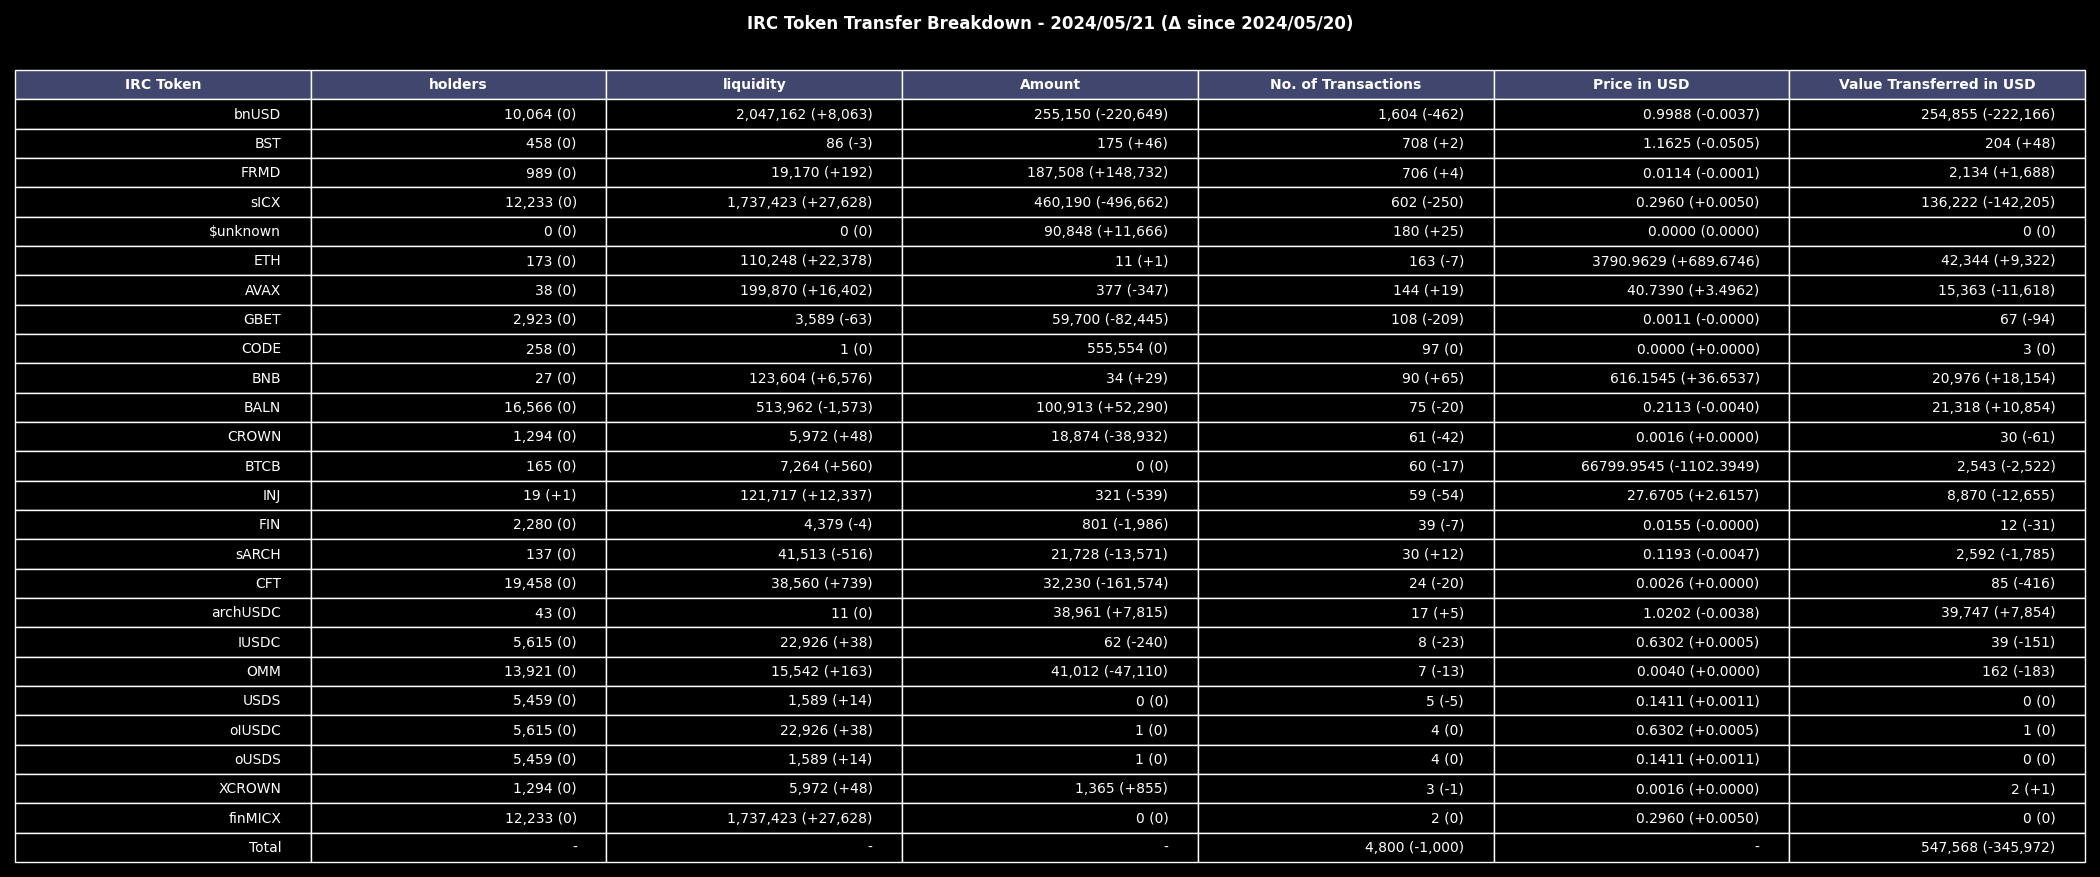 IRC Token Transfer Breakdown - 2024/05/21 (Δ since 2024/05/20)
IRC Token holders liquidity Amount No. of Transactions Price in USD Value Transferred in USD
bnUSD 10,064 (0) 2,047,162 (+8,063) 255,150 (-220,649) 1,604 (-462) 0.9988 (-0.0037) 254,855 (-222,166)
BST 458 (0) 86 (-3) 175 (+46) 708 (+2) 1.1625 (-0.0505) 204 (+48)
FRMD 989 (0) 19,170 (+192) 187,508 (+148,732) 706 (+4) 0.0114 (-0.0001) 2,134 (+1,688)
sICX 12,233 (0) 1,737,423 (+27,628) 460,190 (-496,662) 602 (-250) 0.2960 (+0.0050) 136,222 (-142,205)
$unknown 0 (0) 0 (0) 90,848 (+11,666) 180 (+25) 0.0000 (0.0000) 0 (0)
ETH 173 (0) 110,248 (+22,378) 11 (+1) 163 (-7) 3790.9629 (+689.6746) 42,344 (+9,322)
AVAX 38 (0) 199,870 (+16,402) 377 (-347) 144 (+19) 40.7390 (+3.4962) 15,363 (-11,618)
GBET 2,923 (0) 3,589 (-63) 59,700 (-82,445) 108 (-209) 0.0011 (-0.0000) 67 (-94)
CODE 258 (0) 1 (0) 555,554 (0) 97 (0) 0.0000 (+0.0000) 3 (0)
BNB 27 (0) 123,604 (+6,576) 34 (+29) 90 (+65) 616.1545 (+36.6537) 20,976 (+18,154)
BALN 16,566 (0) 513,962 (-1,573) 100,913 (+52,290) 75 (-20) 0.2113 (-0.0040) 21,318 (+10,854)
CROWN 1,294 (0) 5,972 (+48) 18,874 (-38,932) 61 (-42) 0.0016 (+0.0000) 30 (-61)
BTCB 165 (0) 7,264 (+560) 0 (0) 60 (-17) 66799.9545 (-1102.3949) 2,543 (-2,522)
INJ 19 (+1) 121,717 (+12,337) 321 (-539) 59 (-54) 27.6705 (+2.6157) 8,870 (-12,655)
FIN 2,280 (0) 4,379 (-4) 801 (-1,986) 39 (-7) 0.0155 (-0.0000) 12 (-31)
sARCH 137 (0) 41,513 (-516) 21,728 (-13,571) 30 (+12) 0.1193 (-0.0047) 2,592 (-1,785)
CFT 19,458 (0) 38,560 (+739) 32,230 (-161,574) 24 (-20) 0.0026 (+0.0000) 85 (-416)
archUSDC 43 (0) 11 (0) 38,961 (+7,815) 17 (+5) 1.0202 (-0.0038) 39,747 (+7,854)
IUSDC 5,615 (0) 22,926 (+38) 62 (-240) 8 (-23) 0.6302 (+0.0005) 39 (-151)
OMM 13,921 (0) 15,542 (+163) 41,012 (-47,110) 7 (-13) 0.0040 (+0.0000) 162 (-183)
USDS 5,459 (0) 1,589 (+14) 0 (0) 5 (-5) 0.1411 (+0.0011) 0 (0)
oIUSDC 5,615 (0) 22,926 (+38) 1 (0) 4 (0) 0.6302 (+0.0005) 1 (0)
oUSDS 5,459 (0) 1,589 (+14) 1 (0) 4 (0) 0.1411 (+0.0011) 0 (0)
XCROWN 1,294 (0) 5,972 (+48) 1,365 (+855) 3 (-1) 0.0016 (+0.0000) 2 (+1)
finMICX 12,233 (0) 1,737,423 (+27,628) 0 (0) 2 (0) 0.2960 (+0.0050) 0 (0)
Total - - - 4,800 (-1,000) - 547,568 (-345,972)